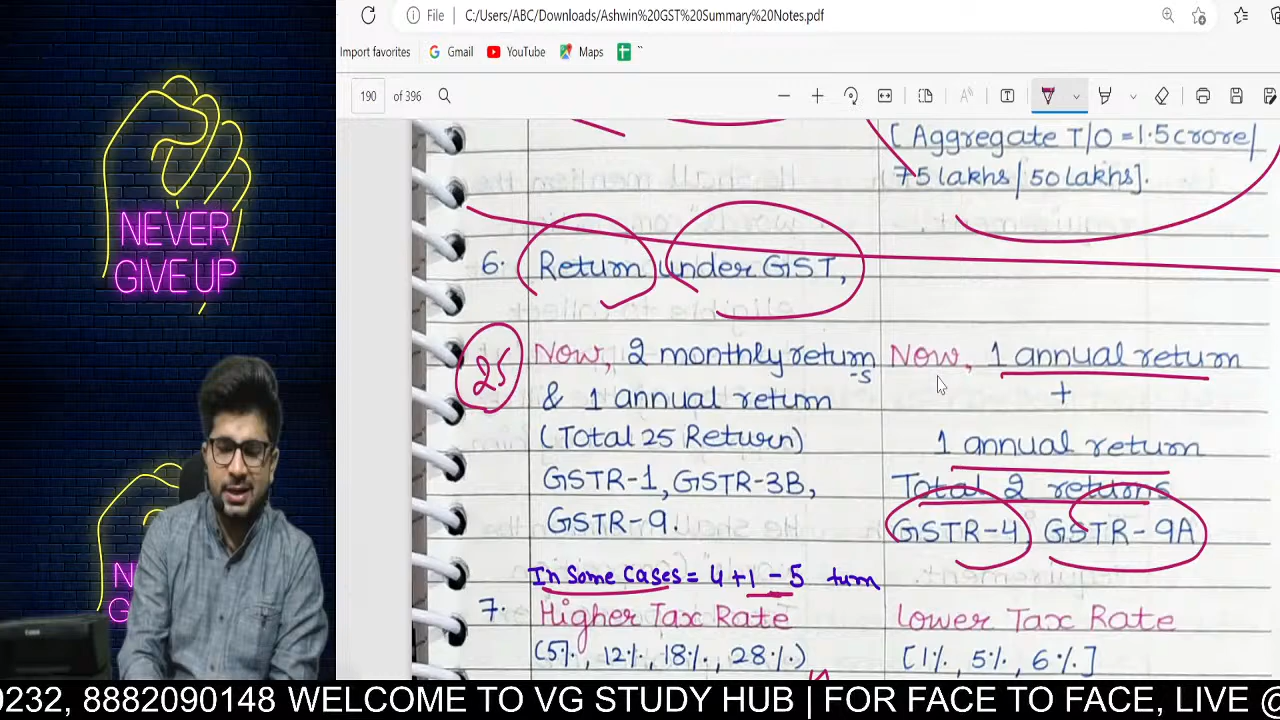 File C:/Users/ABC/Downloads/Ashwin%20GST%20Summary%20Notes.pdf
Import favorites Gmail YouTube Maps
190 of 396
[Aggregate T/O = 1.5 crore/
75 lakhs/50 lakhs].
6. Return under GST,
25
Now, 2 monthly return
-s
& 1 annual return
(Total 25 Return)
GSTR-1, GSTR-3B,
GSTR-9.
In Some Cases = 4+1-5 turn
Now, 1 annual return
+
1 annual return
Total 2 returns
GSTR-4 GSTR-9A
7. Higher Tax Rate
(5%, 12%, 18%, 28%)
Lower Tax Rate
[1%, 5%, 6%]
NEVER
GIVE UP
N
G
Canon
0232, 8882090148 WELCOME TO VG STUDY HUB | FOR FACE TO FACE, LIVE @